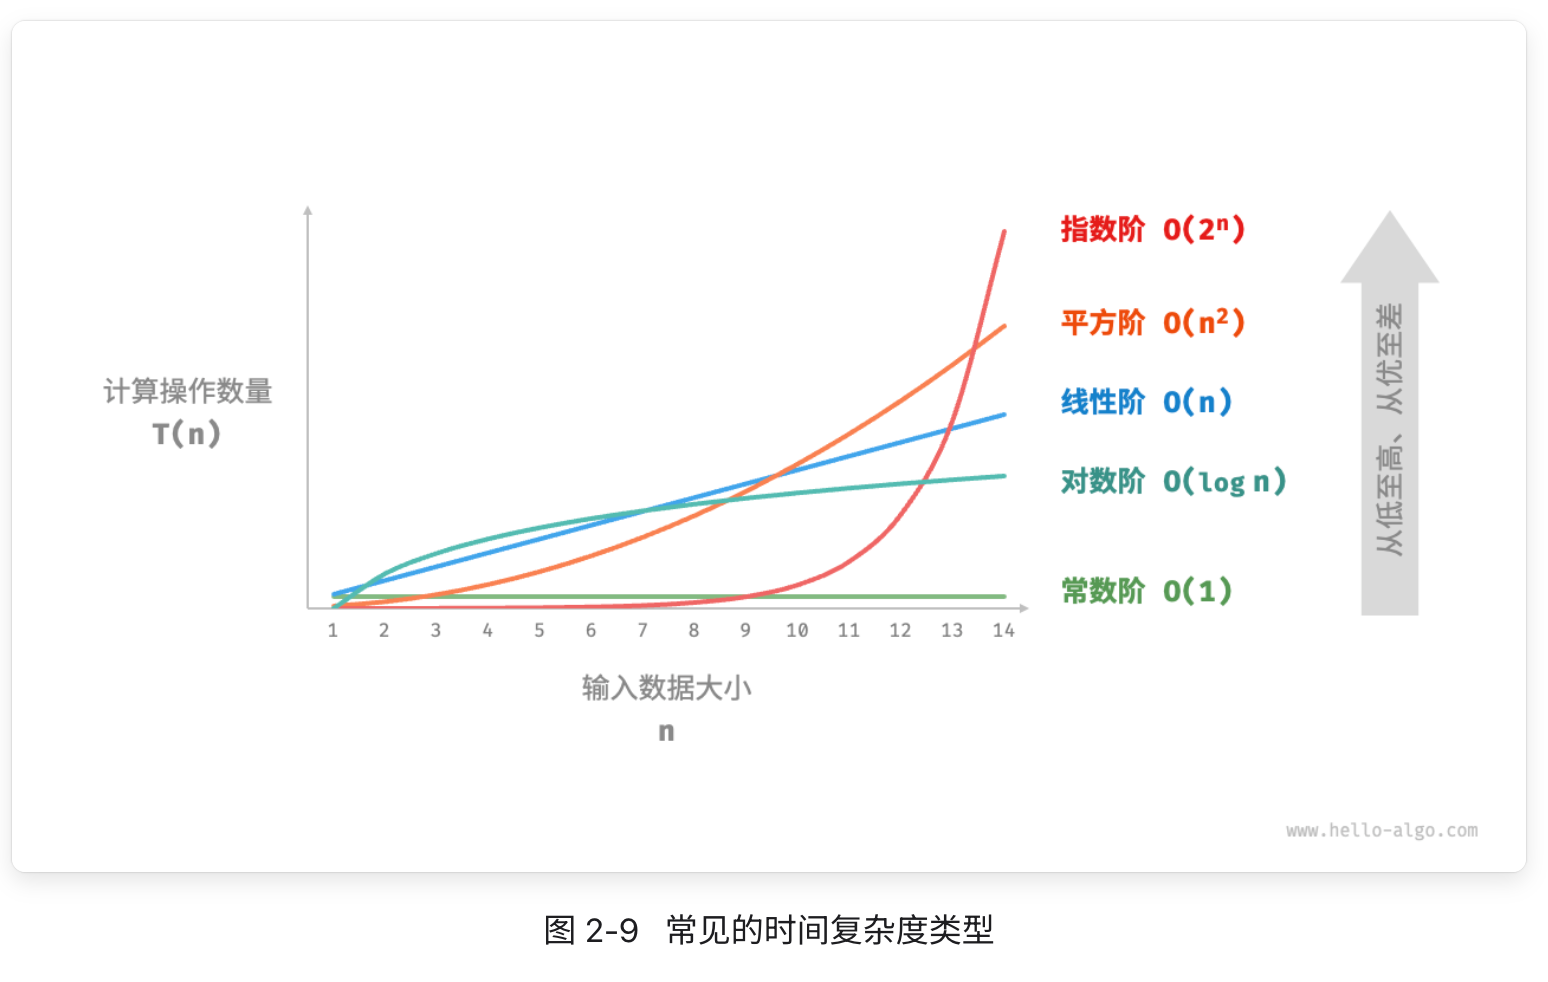 指数阶 O(2ⁿ)
平方阶 O(n²)
线性阶 O(n)
对数阶 O(log n)
常数阶 O(1)
从低至高、从优至差
计算操作数量
T(n)
1 2 3 4 5 6 7 8 9 10 11 12 13 14
输入数据大小
n
www.hello-algo.com
图 2-9 常见的时间复杂度类型